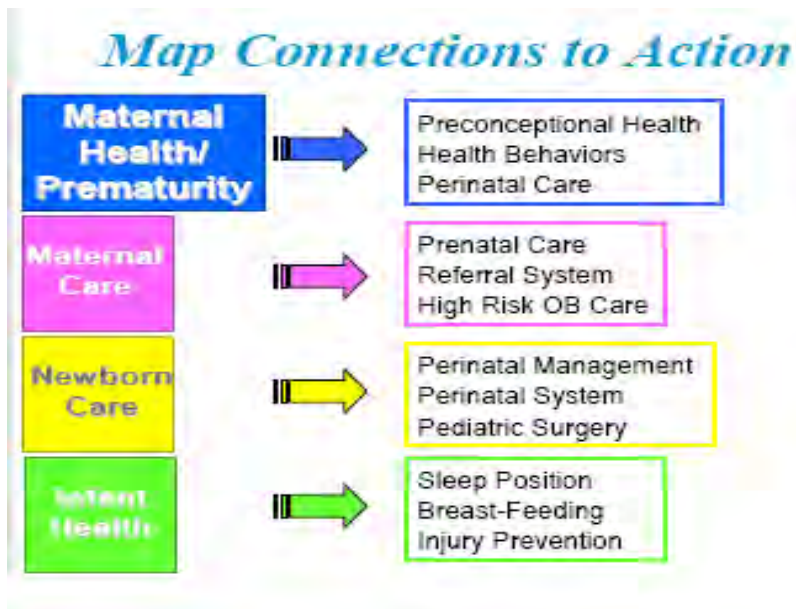 Map Connections to Action
Maternal
Health/
Prematurity
Preconceptional Health
Health Behaviors
Perinatal Care
Maternal
Care
Prenatal Care
Referral System
High Risk OB Care
Newborn
Care
Perinatal Management
Perinatal System
Pediatric Surgery
Infant
Health
Sleep Position
Breast-Feeding
Injury Prevention